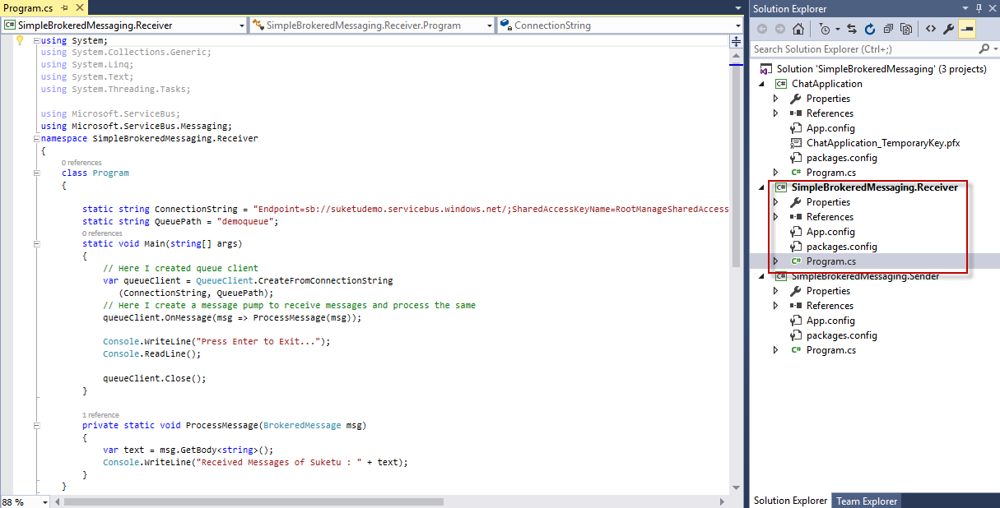 Program.cs
SimpleBrokeredMessaging.Receiver
SimpleBrokeredMessaging.Receiver.Program
ConnectionString
using System;
using System.Collections.Generic;
using System.Linq;
using System.Text;
using System.Threading.Tasks;
using Microsoft.ServiceBus;
using Microsoft.ServiceBus.Messaging;
namespace SimpleBrokeredMessaging.Receiver
{
0 references
class Program
{
static string ConnectionString = "Endpoint=sb://suketudemo.servicebus.windows.net/;SharedAccessKeyName=RootManageSharedAccess
static string QueuePath = "demoqueue";
0 references
static void Main(string[] args)
{
// Here I created queue client
var queueClient = QueueClient.CreateFromConnectionString
(ConnectionString, QueuePath);
// Here I create a message pump to receive messages and process the same
queueClient.OnMessage(msg => ProcessMessage(msg));
Console.WriteLine("Press Enter to Exit...");
Console.ReadLine();
queueClient.Close();
}
1 reference
private static void ProcessMessage(BrokeredMessage msg)
{
var text = msg.GetBody<string>();
Console.WriteLine("Received Messages of Suketu : " + text);
}
}
88 %
Solution Explorer
Search Solution Explorer (Ctrl+;)
Solution 'SimpleBrokeredMessaging' (3 projects)
C# ChatApplication
Properties
References
App.config
ChatApplication_TemporaryKey.pfx
packages.config
C# Program.cs
C# SimpleBrokeredMessaging.Receiver
Properties
References
App.config
packages.config
C# Program.cs
C# SimpleBrokeredMessaging.Sender
Properties
References
App.config
packages.config
C# Program.cs
Solution Explorer
Team Explorer